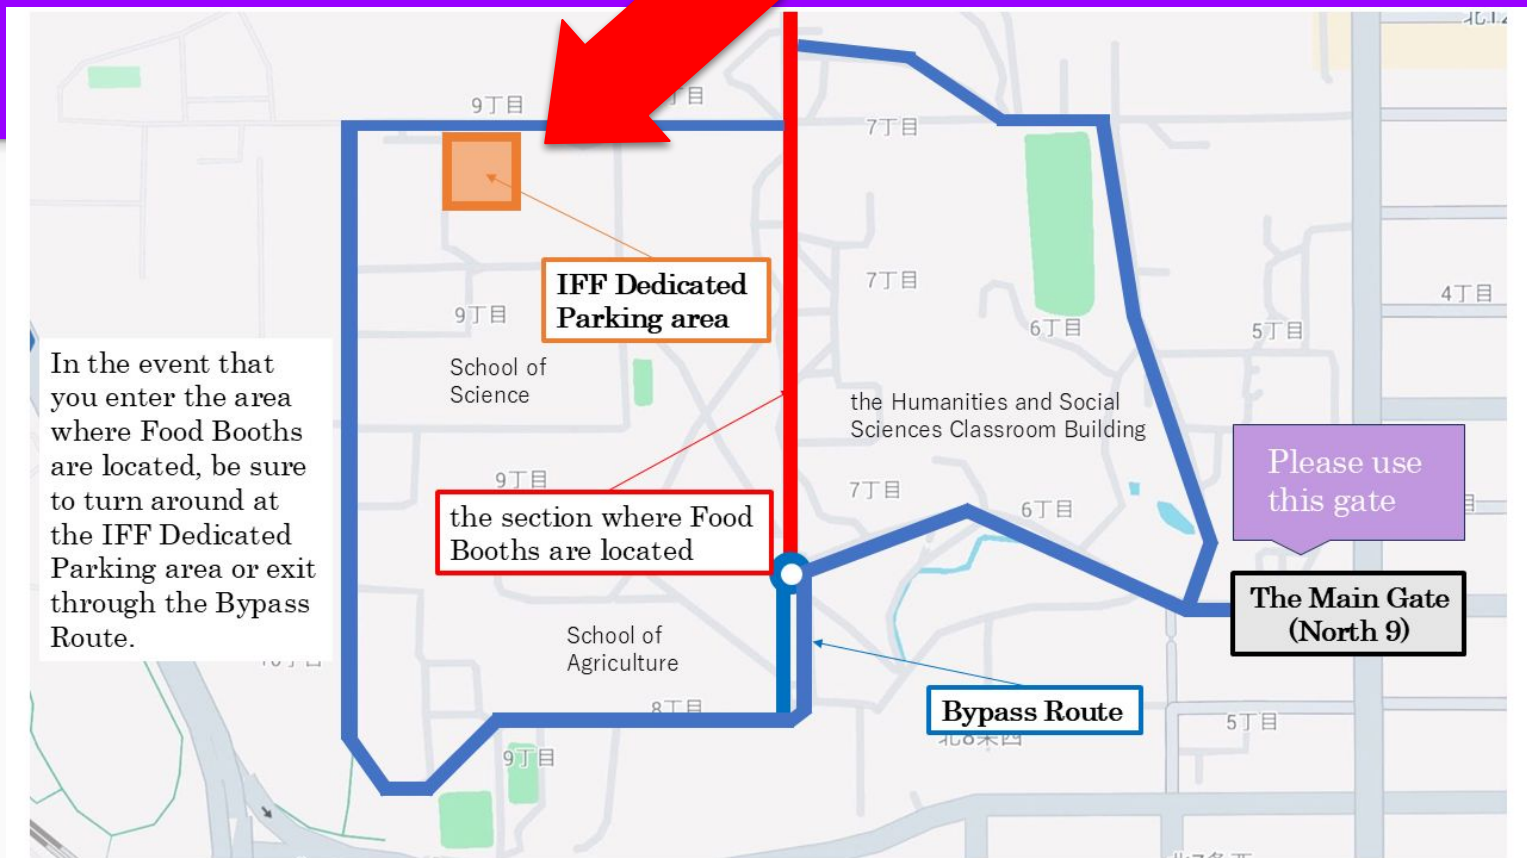 北12
9丁目
丁目
7丁目
IFF Dedicated
Parking area
7丁目
4丁目
9丁目
6丁目
5丁目
In the event that
you enter the area
where Food Booths
are located, be sure
to turn around at
the IFF Dedicated
Parking area or exit
through the Bypass
Route.
School of
Science
the Humanities and Social
Sciences Classroom Building
Please use
this gate
9丁目
7丁目
6丁目
目
the section where Food
Booths are located
The Main Gate
(North 9)
School of
Agriculture
8丁目
Bypass Route
5丁目
9丁目